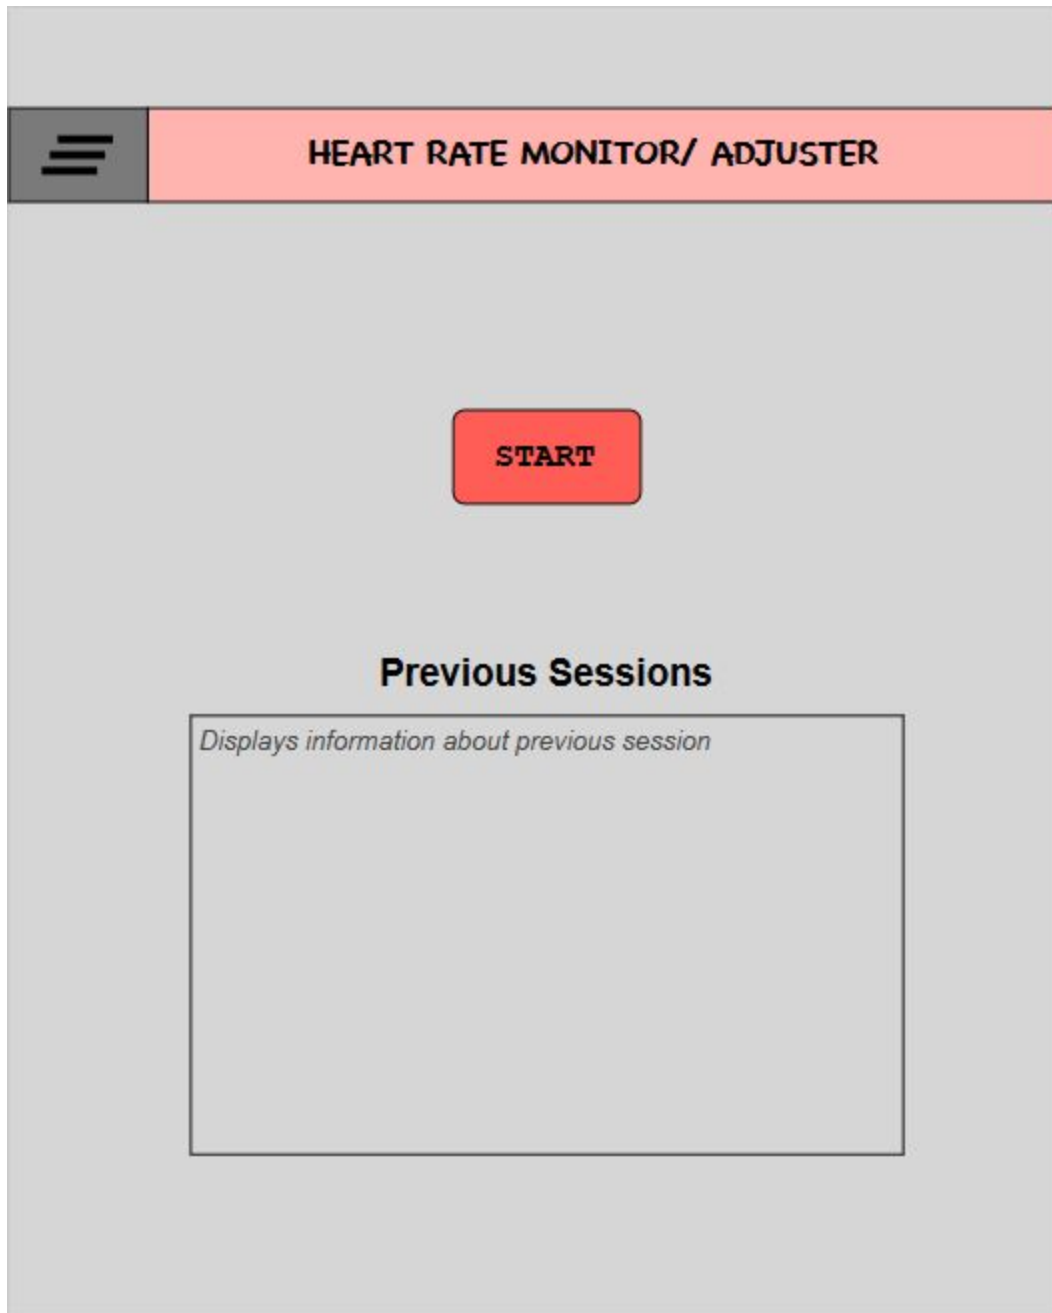 HEART RATE MONITOR/ ADJUSTER
START
Previous Sessions
Displays information about previous session